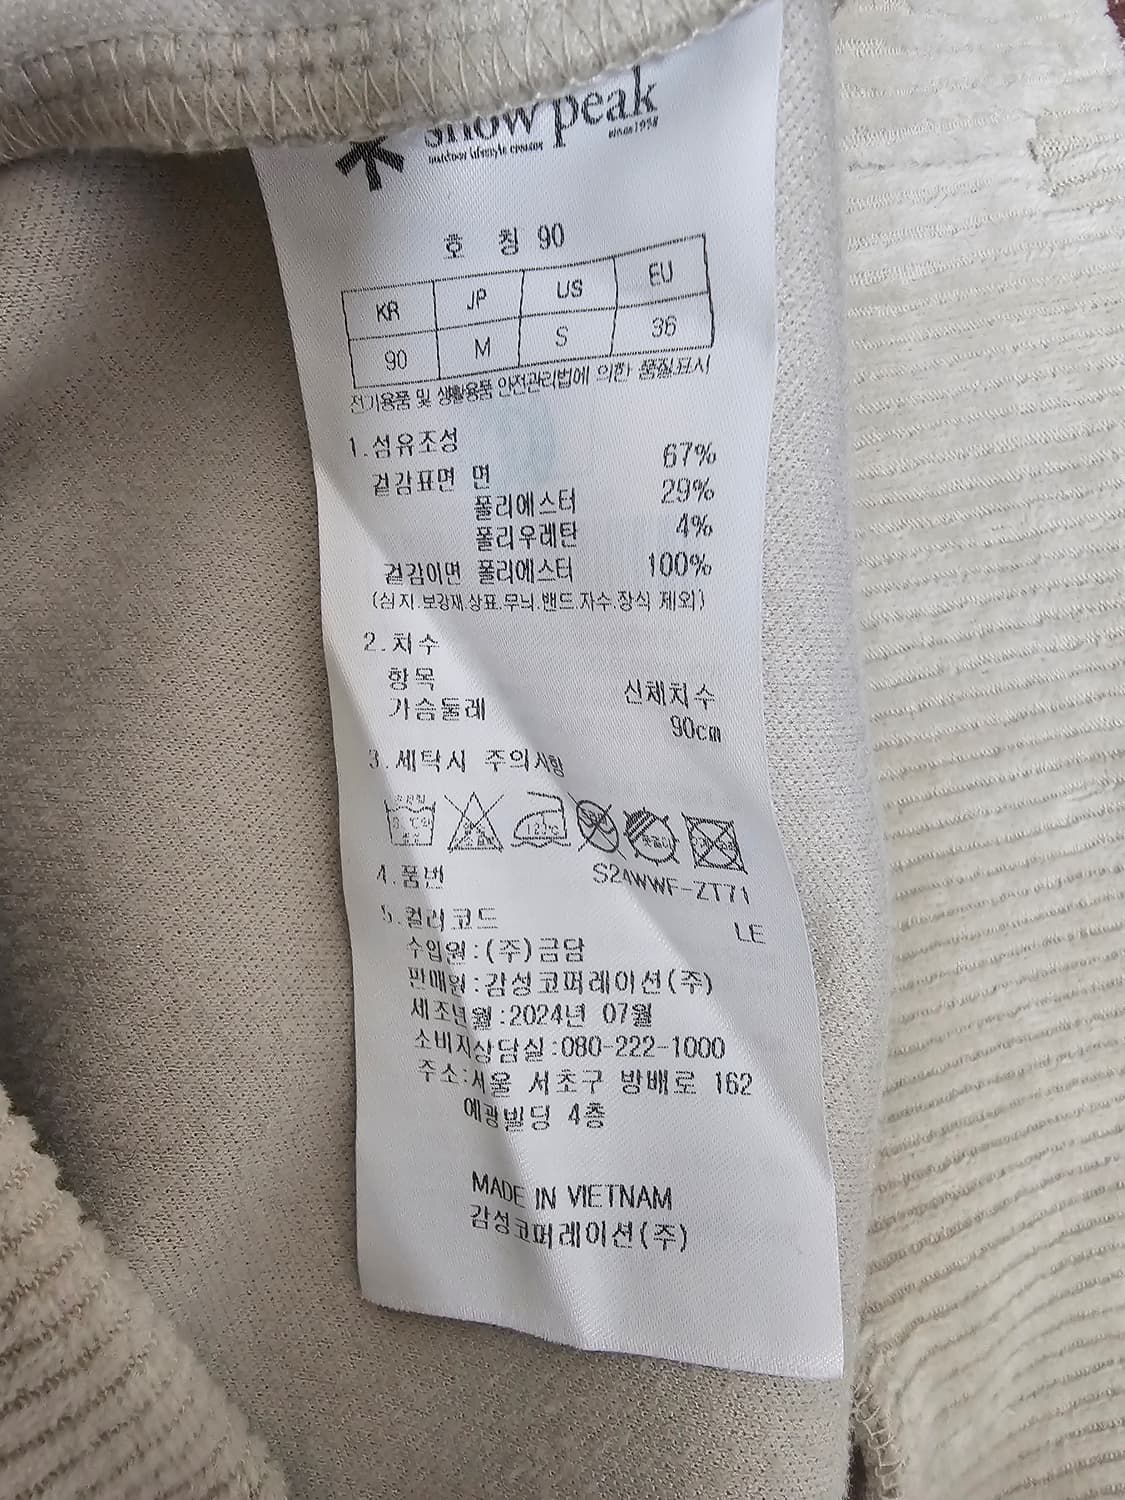 snow peak
outdoor lifestyle creator since 1958
호 칭 90
KR JP US EU
90 M S 36
전기용품 및 생활용품 안전관리법에 의한 품질표시
1.섬유조성
겉감표면 면 67%
폴리에스터 29%
폴리우레탄 4%
겉감이면 폴리에스터 100%
(심지.보강재.상표.무늬.밴드.자수.장식 제외)
2.치수
항목 신체치수
가슴둘레 90cm
3.세탁시 주의사항
120℃
4.품번 S24WWF-ZT71
5.컬러코드 LE
수입원:(주)금담
판매원:감성코퍼레이션(주)
제조년월:2024년 07월
소비자상담실:080-222-1000
주소:서울 서초구 방배로 162
예광빌딩 4층
MADE IN VIETNAM
감성코퍼레이션(주)